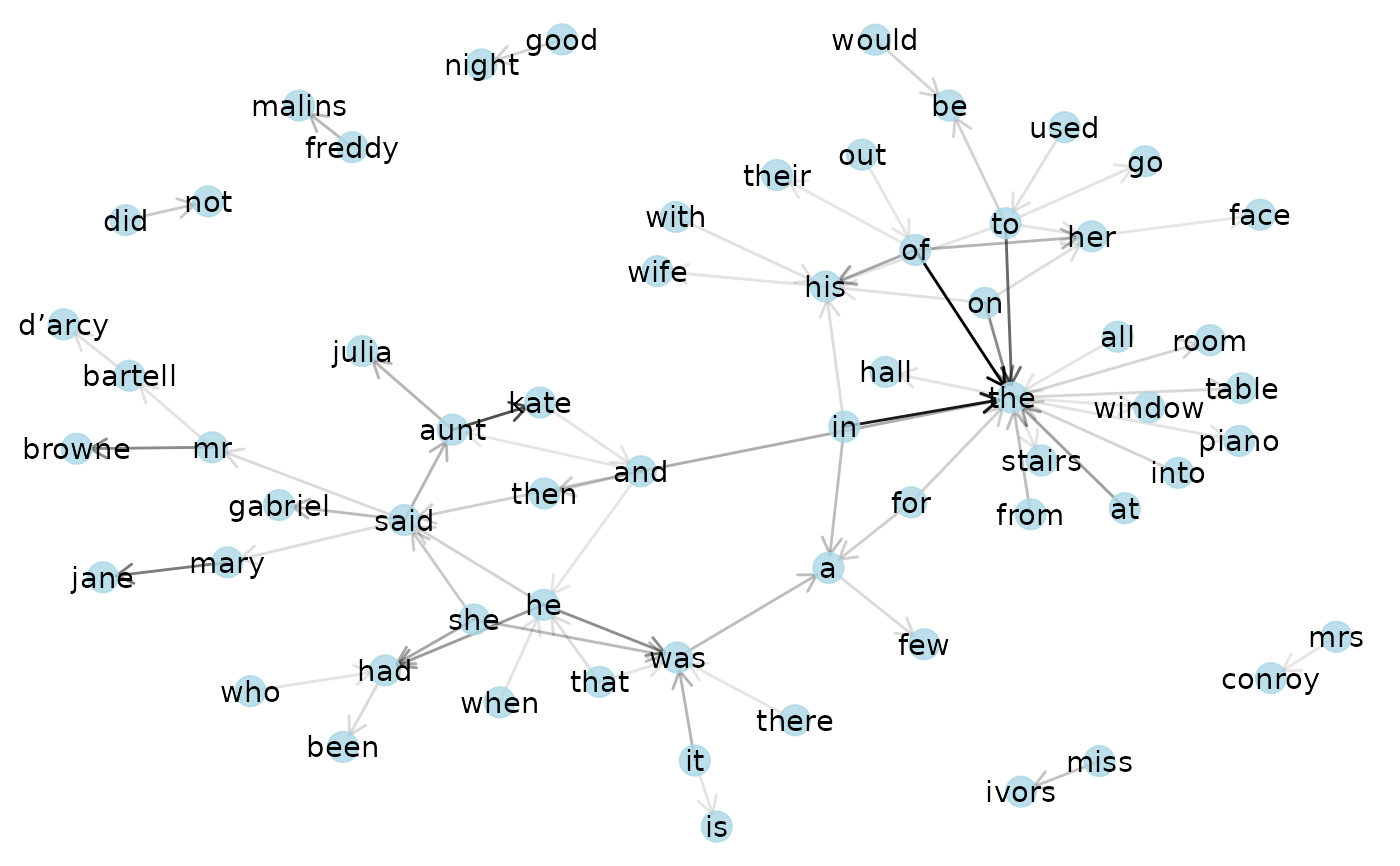 good
would
night
malins
be
used
freddy
out
go
their
not
did
with
face
to
her
of
wife
his
on
d’arcy
all
room
julia
hall
bartell
table
the
kate
window
in
aunt
piano
browne
mr
stairs
and
into
then
gabriel
for
at
from
said
mary
a
jane
he
she
mrs
few
was
had
conroy
that
who
when
there
been
it
miss
ivors
is